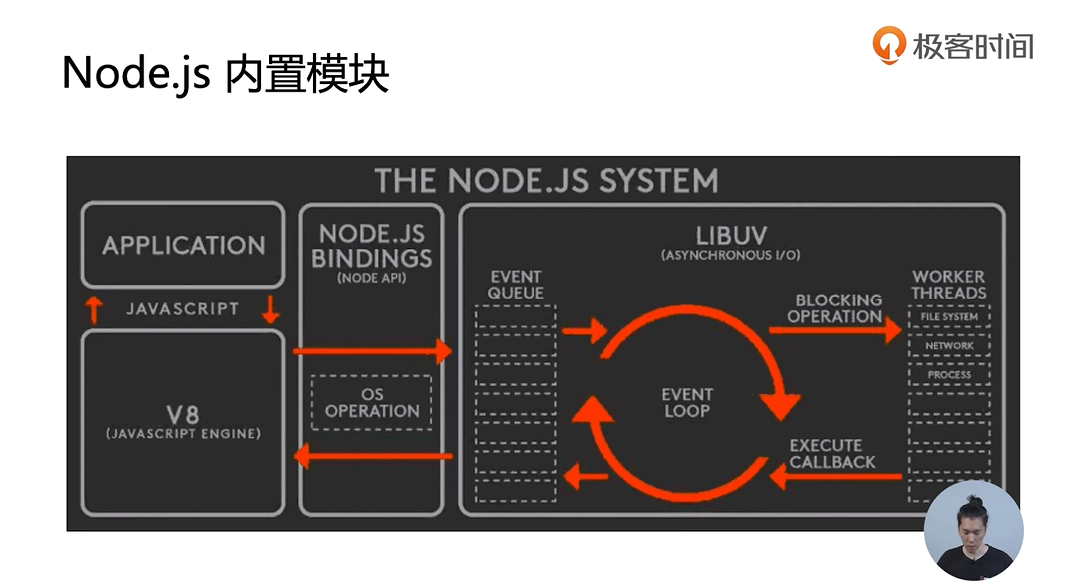 Node.js 内置模块
极客时间
THE NODE.JS SYSTEM
APPLICATION
JAVASCRIPT
V8
(JAVASCRIPT ENGINE)
NODE.JS
BINDINGS
(NODE API)
OS
OPERATION
LIBUV
(ASYNCHRONOUS I/O)
EVENT
QUEUE
EVENT
LOOP
BLOCKING
OPERATION
EXECUTE
CALLBACK
WORKER
THREADS
FILE SYSTEM
NETWORK
PROCESS